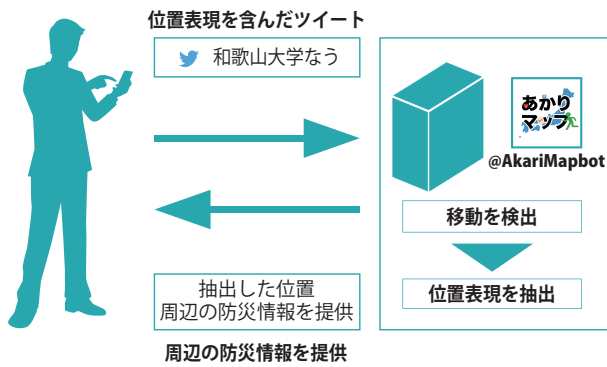 位置表現を含んだツイート
和歌山大学なう
あかり
マップ
@AkariMapbot
移動を検出
位置表現を抽出
抽出した位置
周辺の防災情報を提供
周辺の防災情報を提供